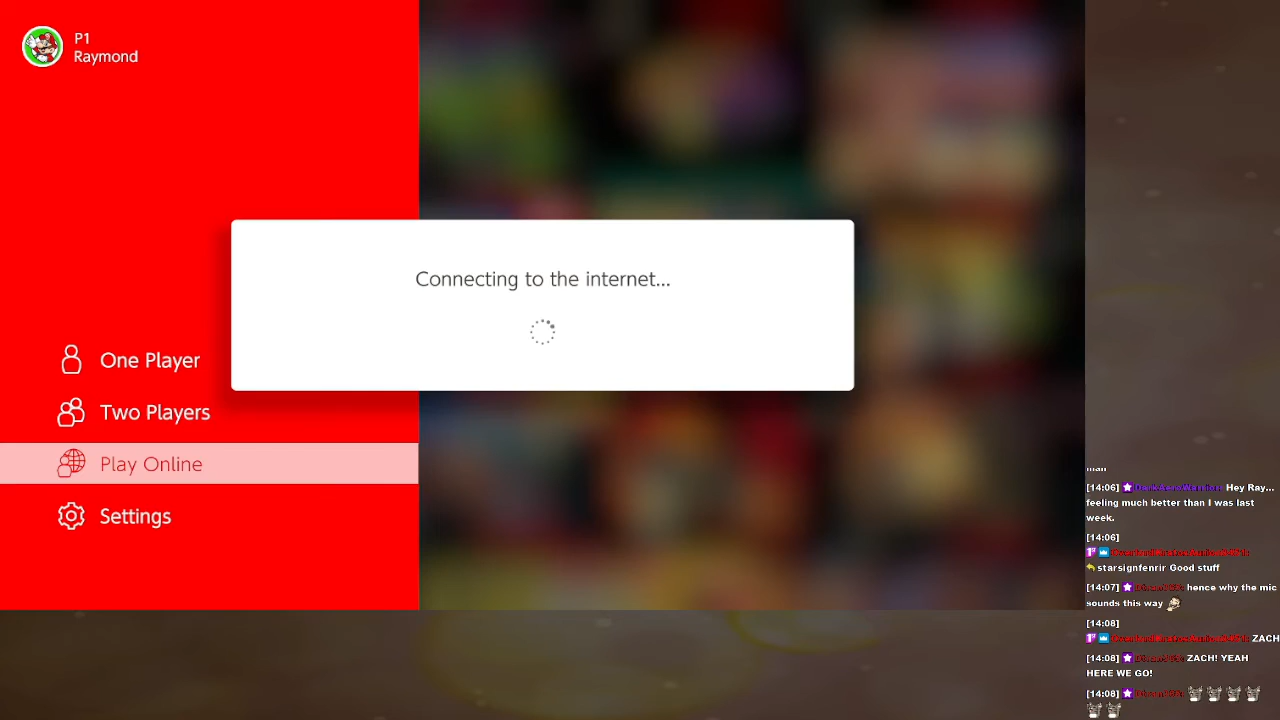 P1
Raymond
Connecting to the internet...
One Player
Two Players
Play Online
Settings
[14:06] Hey Ray...
feeling much better than I was last
week.
[14:06]
starsignfenrir Good stuff
[14:07] hence why the mic
sounds this way
[14:08]
ZACH
[14:08] ZACH! YEAH
HERE WE GO!
[14:08]